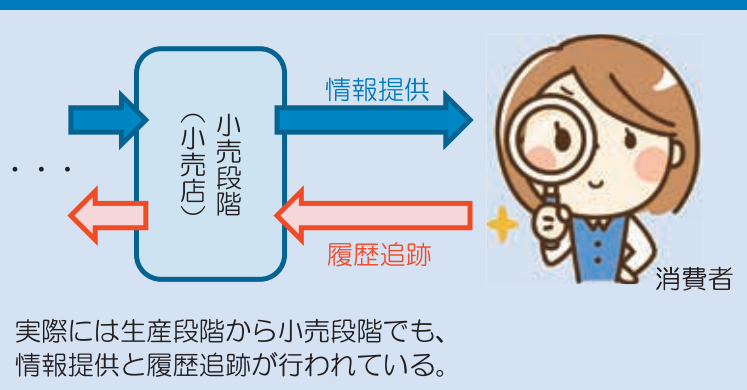 情報提供
・・・
小売段階
（小売店）
履歴追跡
消費者
実際には生産段階から小売段階でも、
情報提供と履歴追跡が行われている。